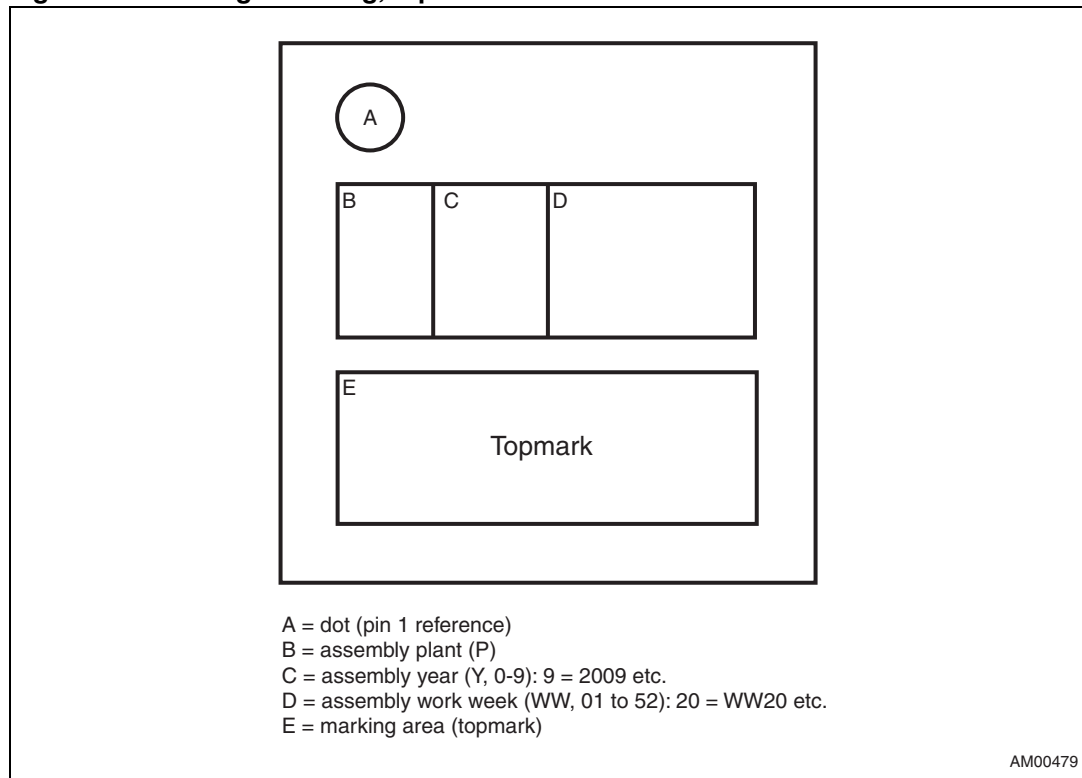 A
B C D
E
Topmark
A = dot (pin 1 reference)
B = assembly plant (P)
C = assembly year (Y, 0-9): 9 = 2009 etc.
D = assembly work week (WW, 01 to 52): 20 = WW20 etc.
E = marking area (topmark)
AM00479